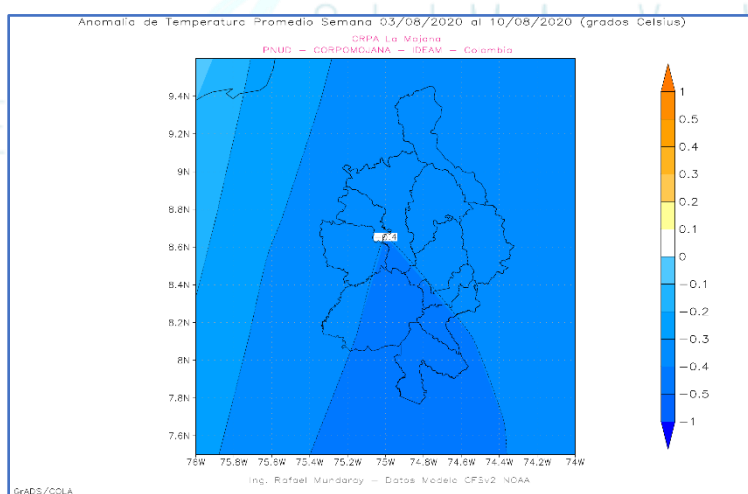 Anomalía de Temperatura Promedio Semana 03/08/2020 al 10/08/2020 (grados Celsius)
CRPA La Mojana
PNUD – CORPOMOJANA – IDEAM – Colombia
9.4N
9.2N
9N
8.8N
8.6N
8.4N
8.2N
8N
7.8N
7.6N
76W 75.8W 75.6W 75.4W 75.2W 75W 74.8W 74.6W 74.4W 74.2W 74W
1
0.5
0.4
0.3
0.2
0.1
0
-0.1
-0.2
-0.3
-0.4
-0.5
-1
Ing. Rafael Mundaray – Datos Modelo CFSv2 NOAA
GrADS/COLA